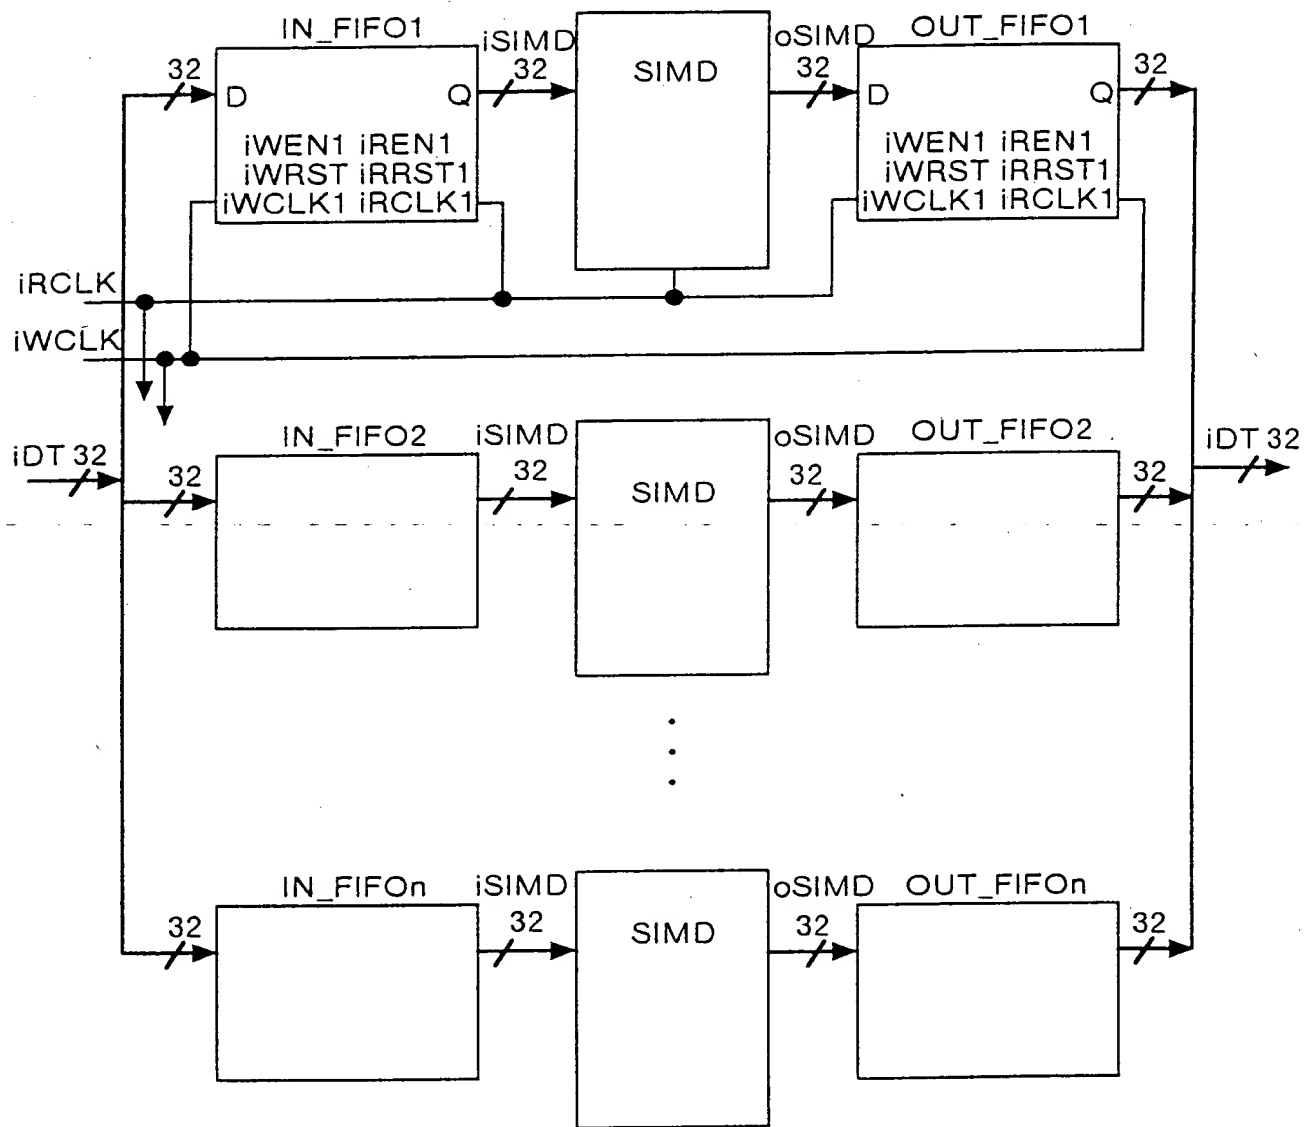 IN_FIFO1 iSIMD oSIMD OUT_FIFO1
32 32 SIMD 32 32
D Q D Q
iWEN1 iREN1 iWEN1 iREN1
iWRST iRRST1 iWRST iRRST1
iWCLK1 iRCLK1 iWCLK1 iRCLK1
iRCLK
iWCLK
IN_FIFO2 iSIMD oSIMD OUT_FIFO2
iDT 32 iDT 32
32 32 SIMD 32 32
IN_FIFOn iSIMD oSIMD OUT_FIFOn
32 32 SIMD 32 32